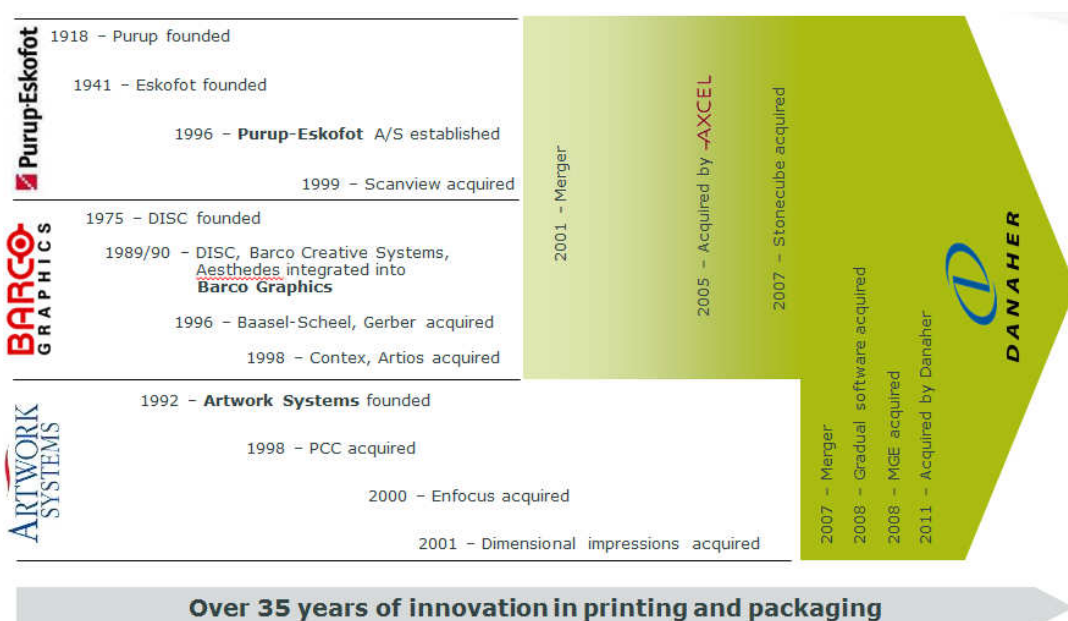 Purup·Eskofot
1918 – Purup founded
1941 – Eskofot founded
1996 – Purup-Eskofot A/S established
1999 – Scanview acquired
BARCO
GRAPHICS
1975 – DISC founded
1989/90 – DISC, Barco Creative Systems,
Aesthedes integrated into
Barco Graphics
1996 – Baasel-Scheel, Gerber acquired
1998 – Contex, Artios acquired
ARTWORK
SYSTEMS
1992 – Artwork Systems founded
1998 – PCC acquired
2000 – Enfocus acquired
2001 – Dimensional impressions acquired
2001 – Merger
2005 – Acquired by AXCEL
2007 – Stonecube acquired
2007 – Merger
2008 – Gradual software acquired
2008 – MGE acquired
2011 – Acquired by Danaher
DANAHER
Over 35 years of innovation in printing and packaging